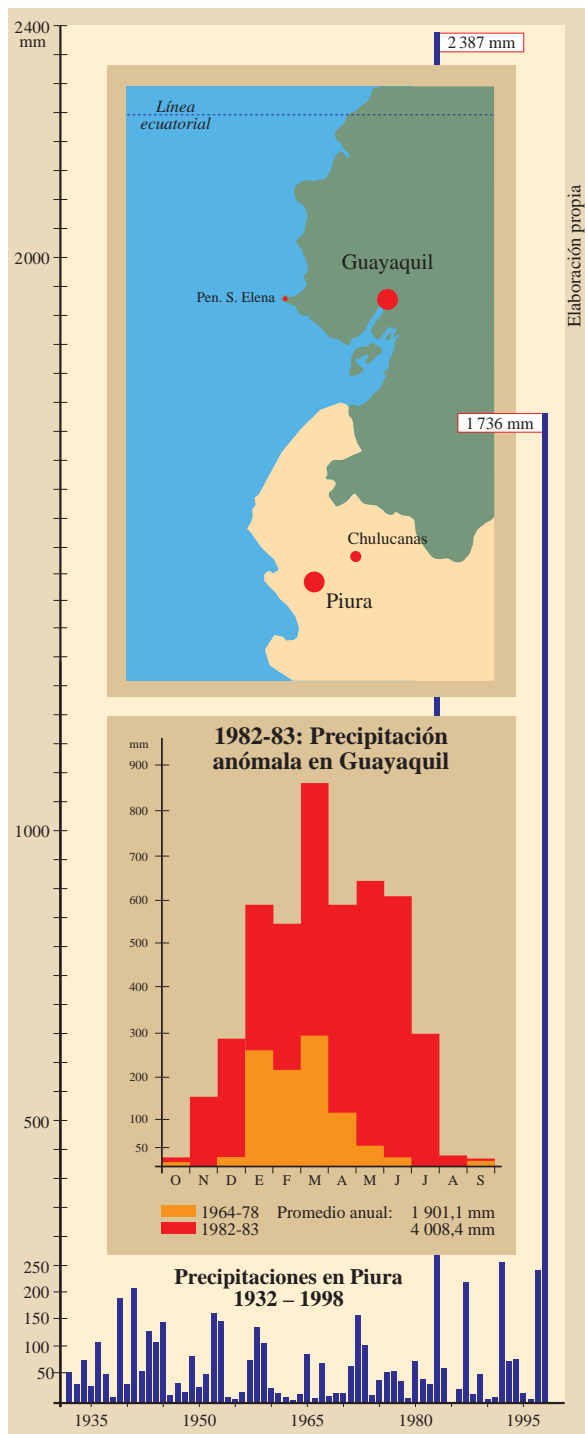 2400
mm
2 387 mm
Línea
ecuatorial
2000
Guayaquil
Pen. S. Elena
Elaboración propia
1 736 mm
Chulucanas
Piura
1982-83: Precipitación
anómala en Guayaquil
mm
900
800
700
600
500
400
300
200
100
50
O N D E F M A M J J A S
1964-78 Promedio anual: 1 901,1 mm
1982-83 4 008,4 mm
1000
500
Precipitaciones en Piura
1932 – 1998
250
200
150
100
50
1935 1950 1965 1980 1995